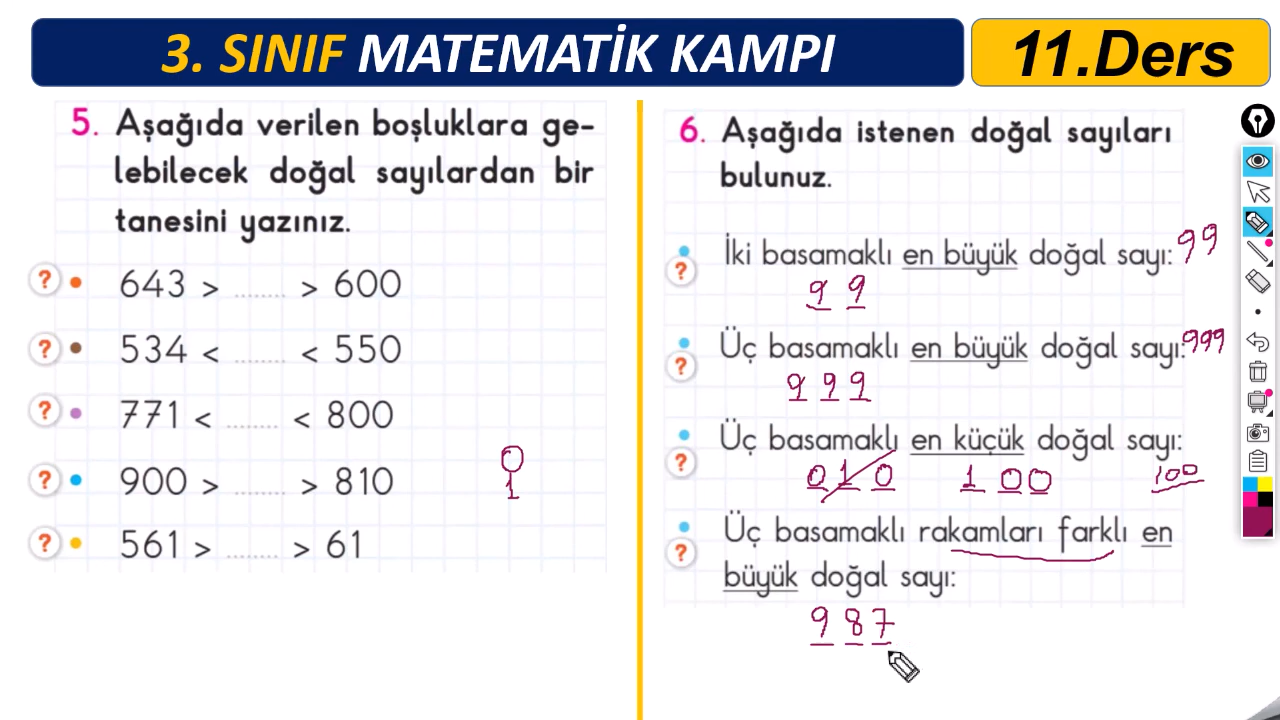 3. SINIF MATEMATİK KAMPI
11.Ders
5. Aşağıda verilen boşluklara ge-
lebilecek doğal sayılardan bir
tanesini yazınız.
? • 643 > ........ > 600
? • 534 < ........ < 550
? • 771 < ........ < 800
? • 900 > ........ > 810
? • 561 > ........ > 61
0
1
6. Aşağıda istenen doğal sayıları
bulunuz.
? • İki basamaklı en büyük doğal sayı: 99
9 9
? • Üç basamaklı en büyük doğal sayı: 999
9 9 9
? • Üç basamaklı en küçük doğal sayı:
0 1 0 1 0 0 100
? • Üç basamaklı rakamları farklı en
büyük doğal sayı:
9 8 7